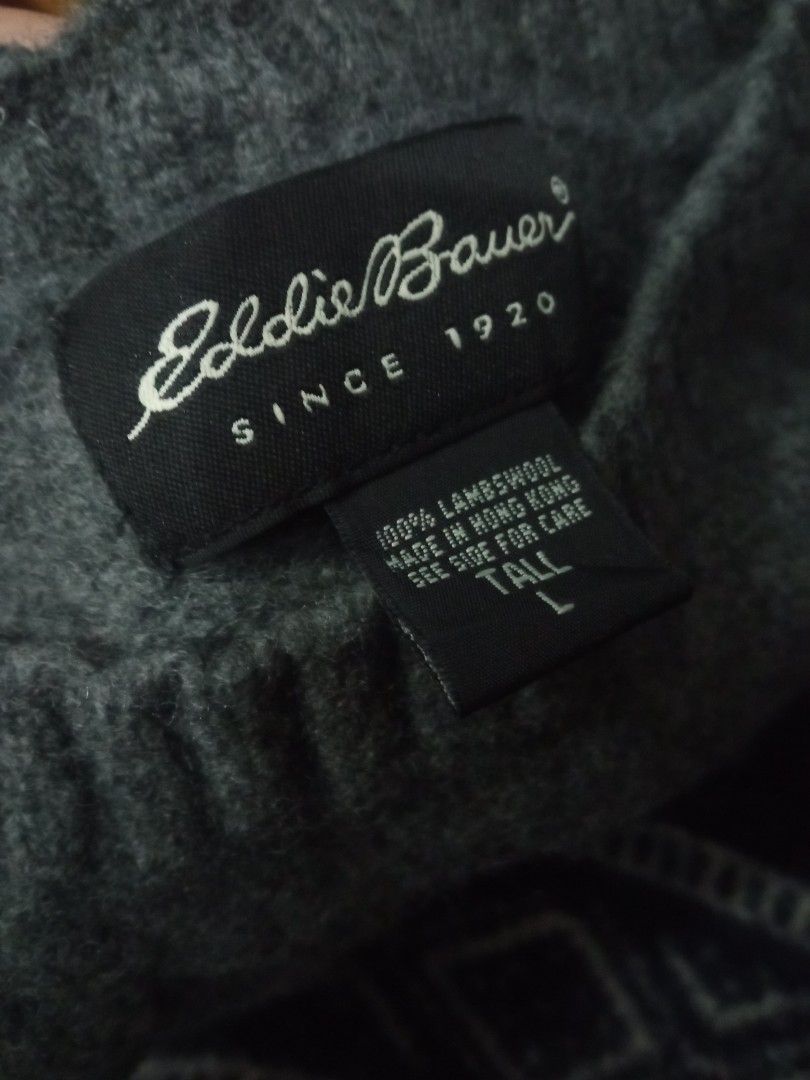 Eddie Bauer®
SINCE 1920
100% LAMBSWOOL
MADE IN HONG KONG
SEE SIDE FOR CARE
TALL
L